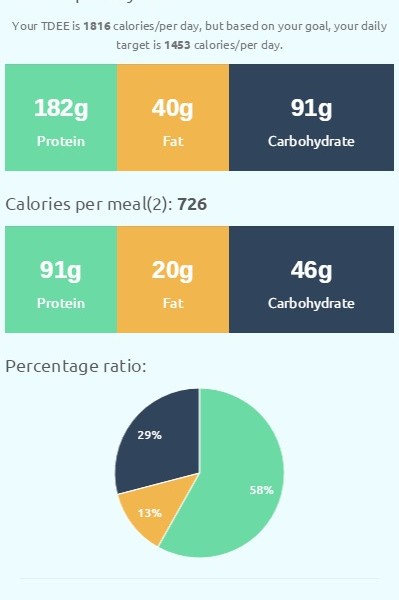 Your TDEE is 1816 calories/per day, but based on your goal, your daily
target is 1453 calories/per day.
182g
40g
91g
Protein
Fat
Carbohydrate
Calories per meal(2): 726
91g
20g
46g
Protein
Fat
Carbohydrate
Percentage ratio:
29%
58%
13%